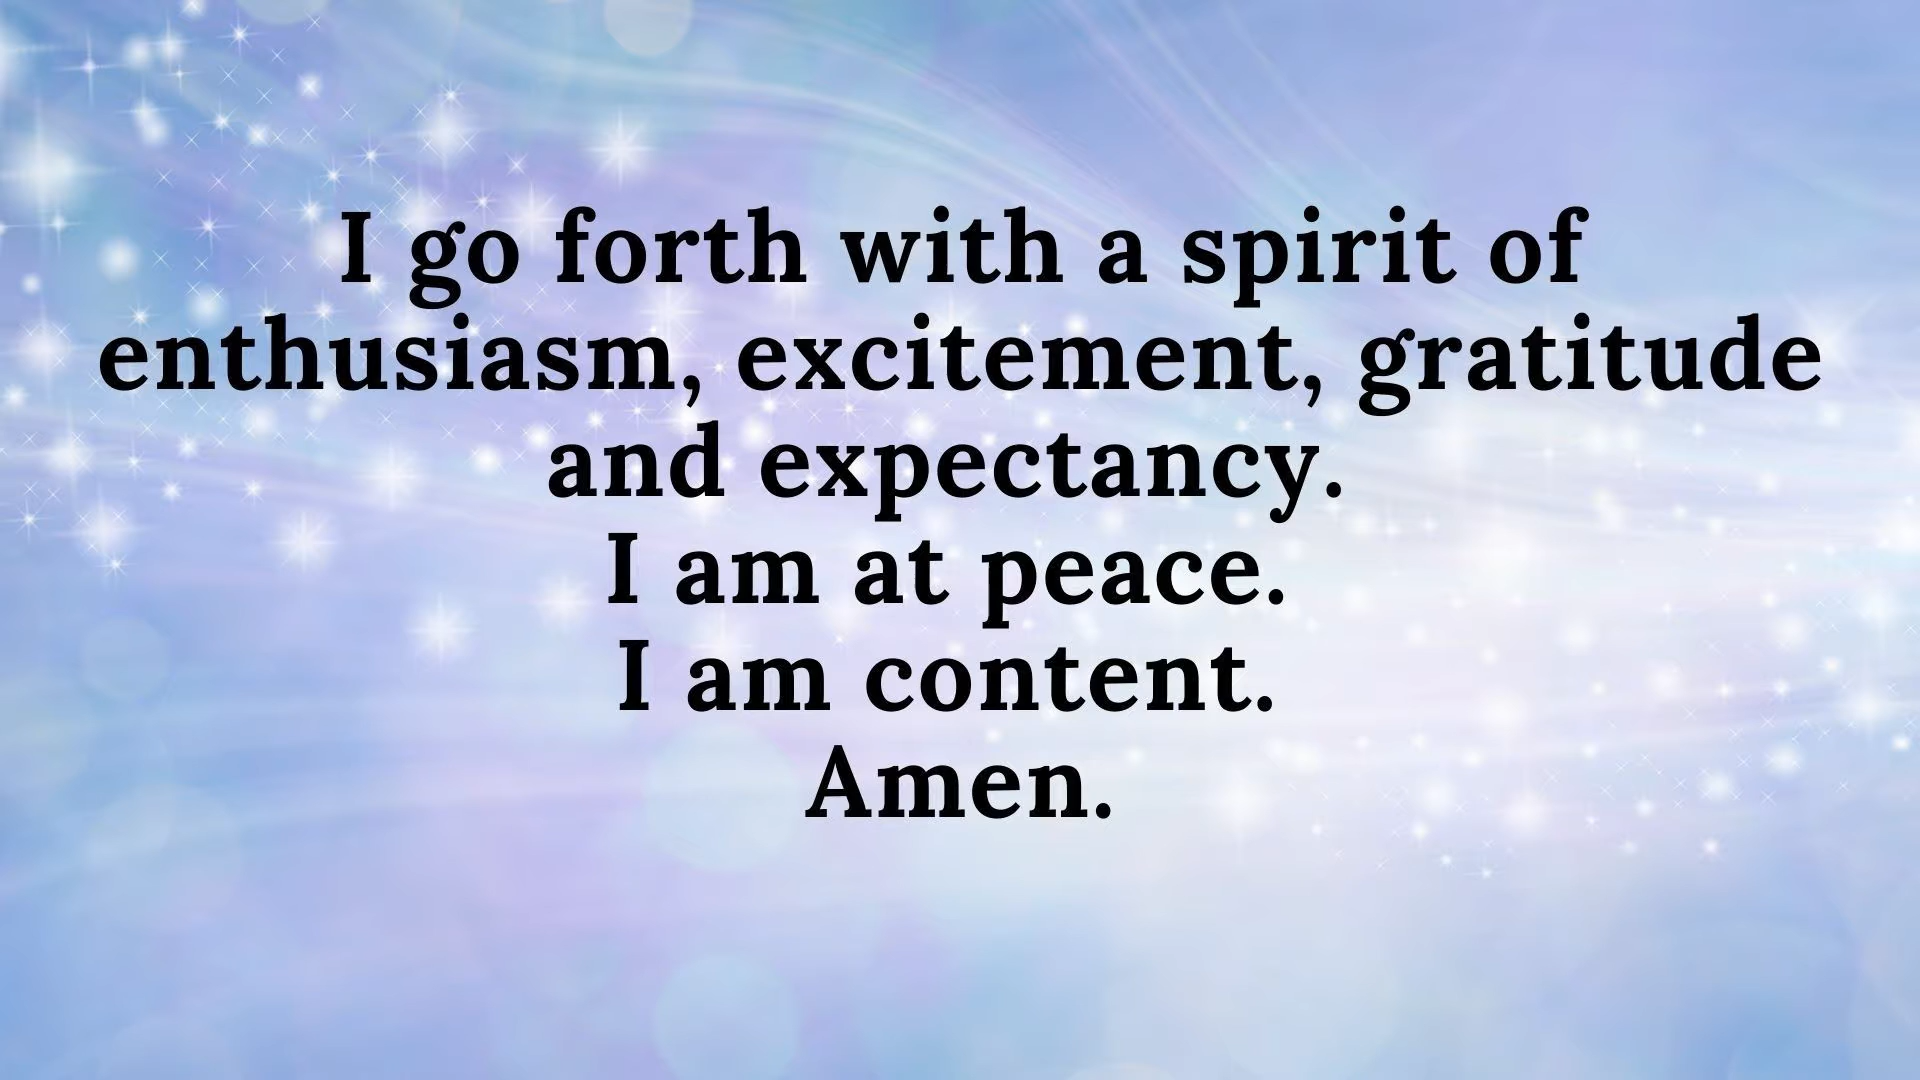 I go forth with a spirit of
enthusiasm, excitement, gratitude
and expectancy.
I am at peace.
I am content.
Amen.